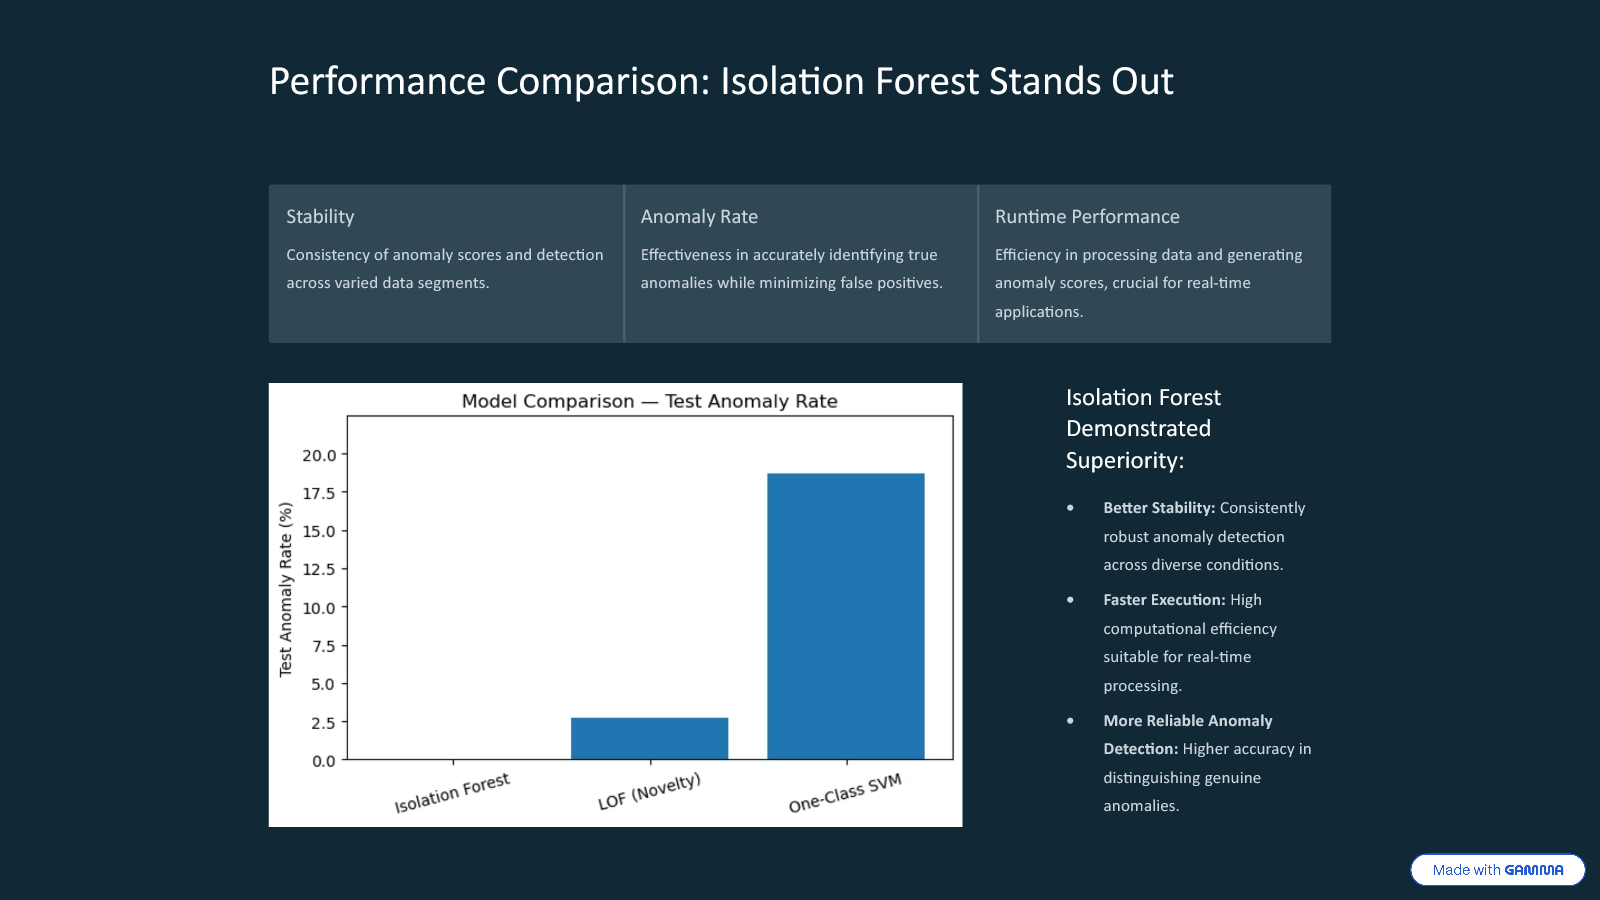 Performance Comparison: Isolation Forest Stands Out
Stability
Consistency of anomaly scores and detection
across varied data segments.
Anomaly Rate
Effectiveness in accurately identifying true
anomalies while minimizing false positives.
Runtime Performance
Efficiency in processing data and generating
anomaly scores, crucial for real-time
applications.
Model Comparison — Test Anomaly Rate
Test Anomaly Rate (%)
20.0
17.5
15.0
12.5
10.0
7.5
5.0
2.5
0.0
Isolation Forest
LOF (Novelty)
One-Class SVM
Isolation Forest
Demonstrated
Superiority:
• Better Stability: Consistently
robust anomaly detection
across diverse conditions.
• Faster Execution: High
computational efficiency
suitable for real-time
processing.
• More Reliable Anomaly
Detection: Higher accuracy in
distinguishing genuine
anomalies.
Made with GAMMA